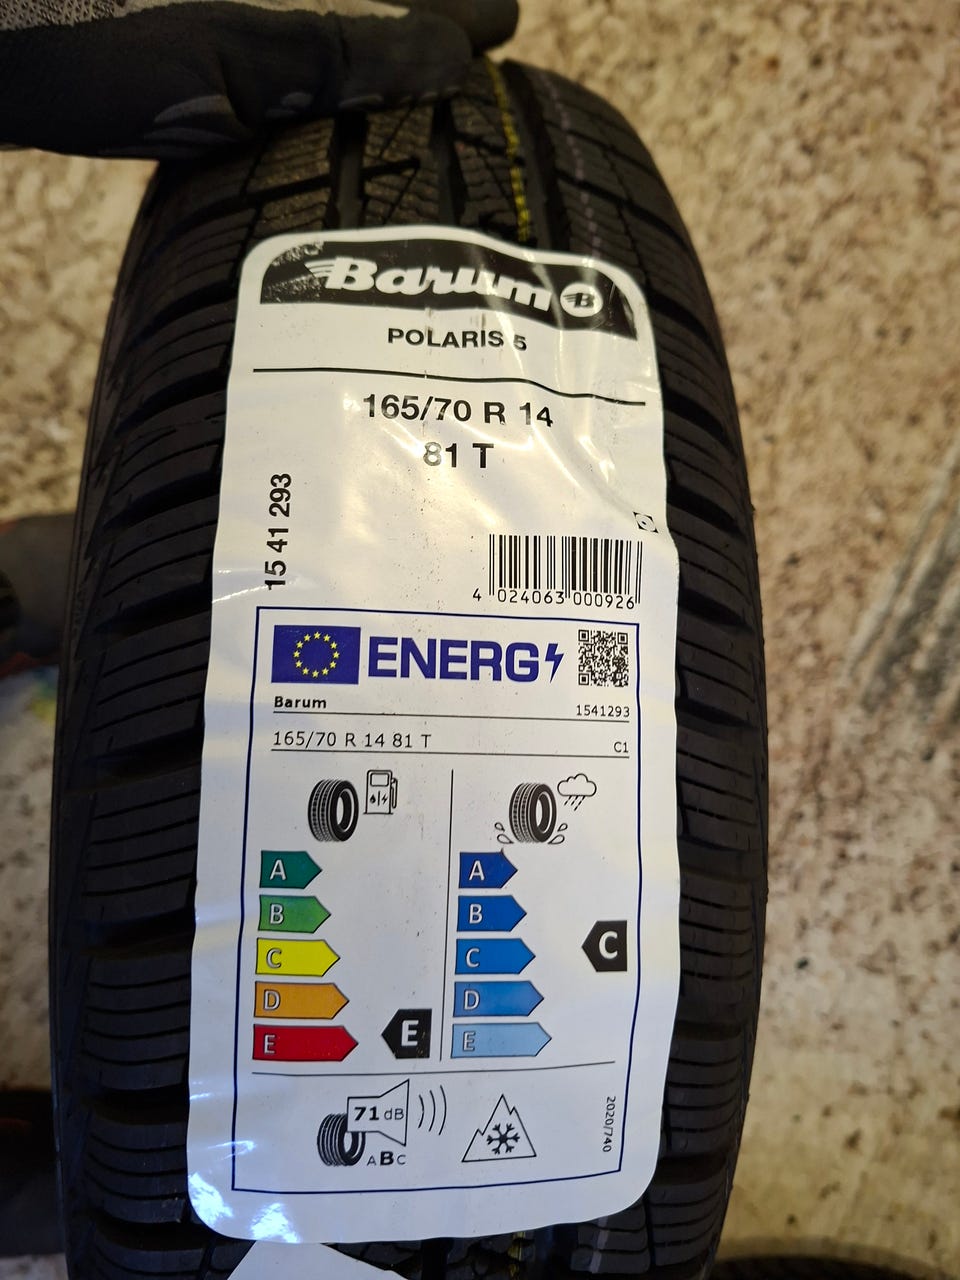 Barum B
POLARIS 5
165/70 R 14
81 T
15 41 293
4 024063 000926
ENERG
Barum 1541293
165/70 R 14 81 T C1
A A
B B
C C C
D D
E E E
71 dB
ABC
2020/740